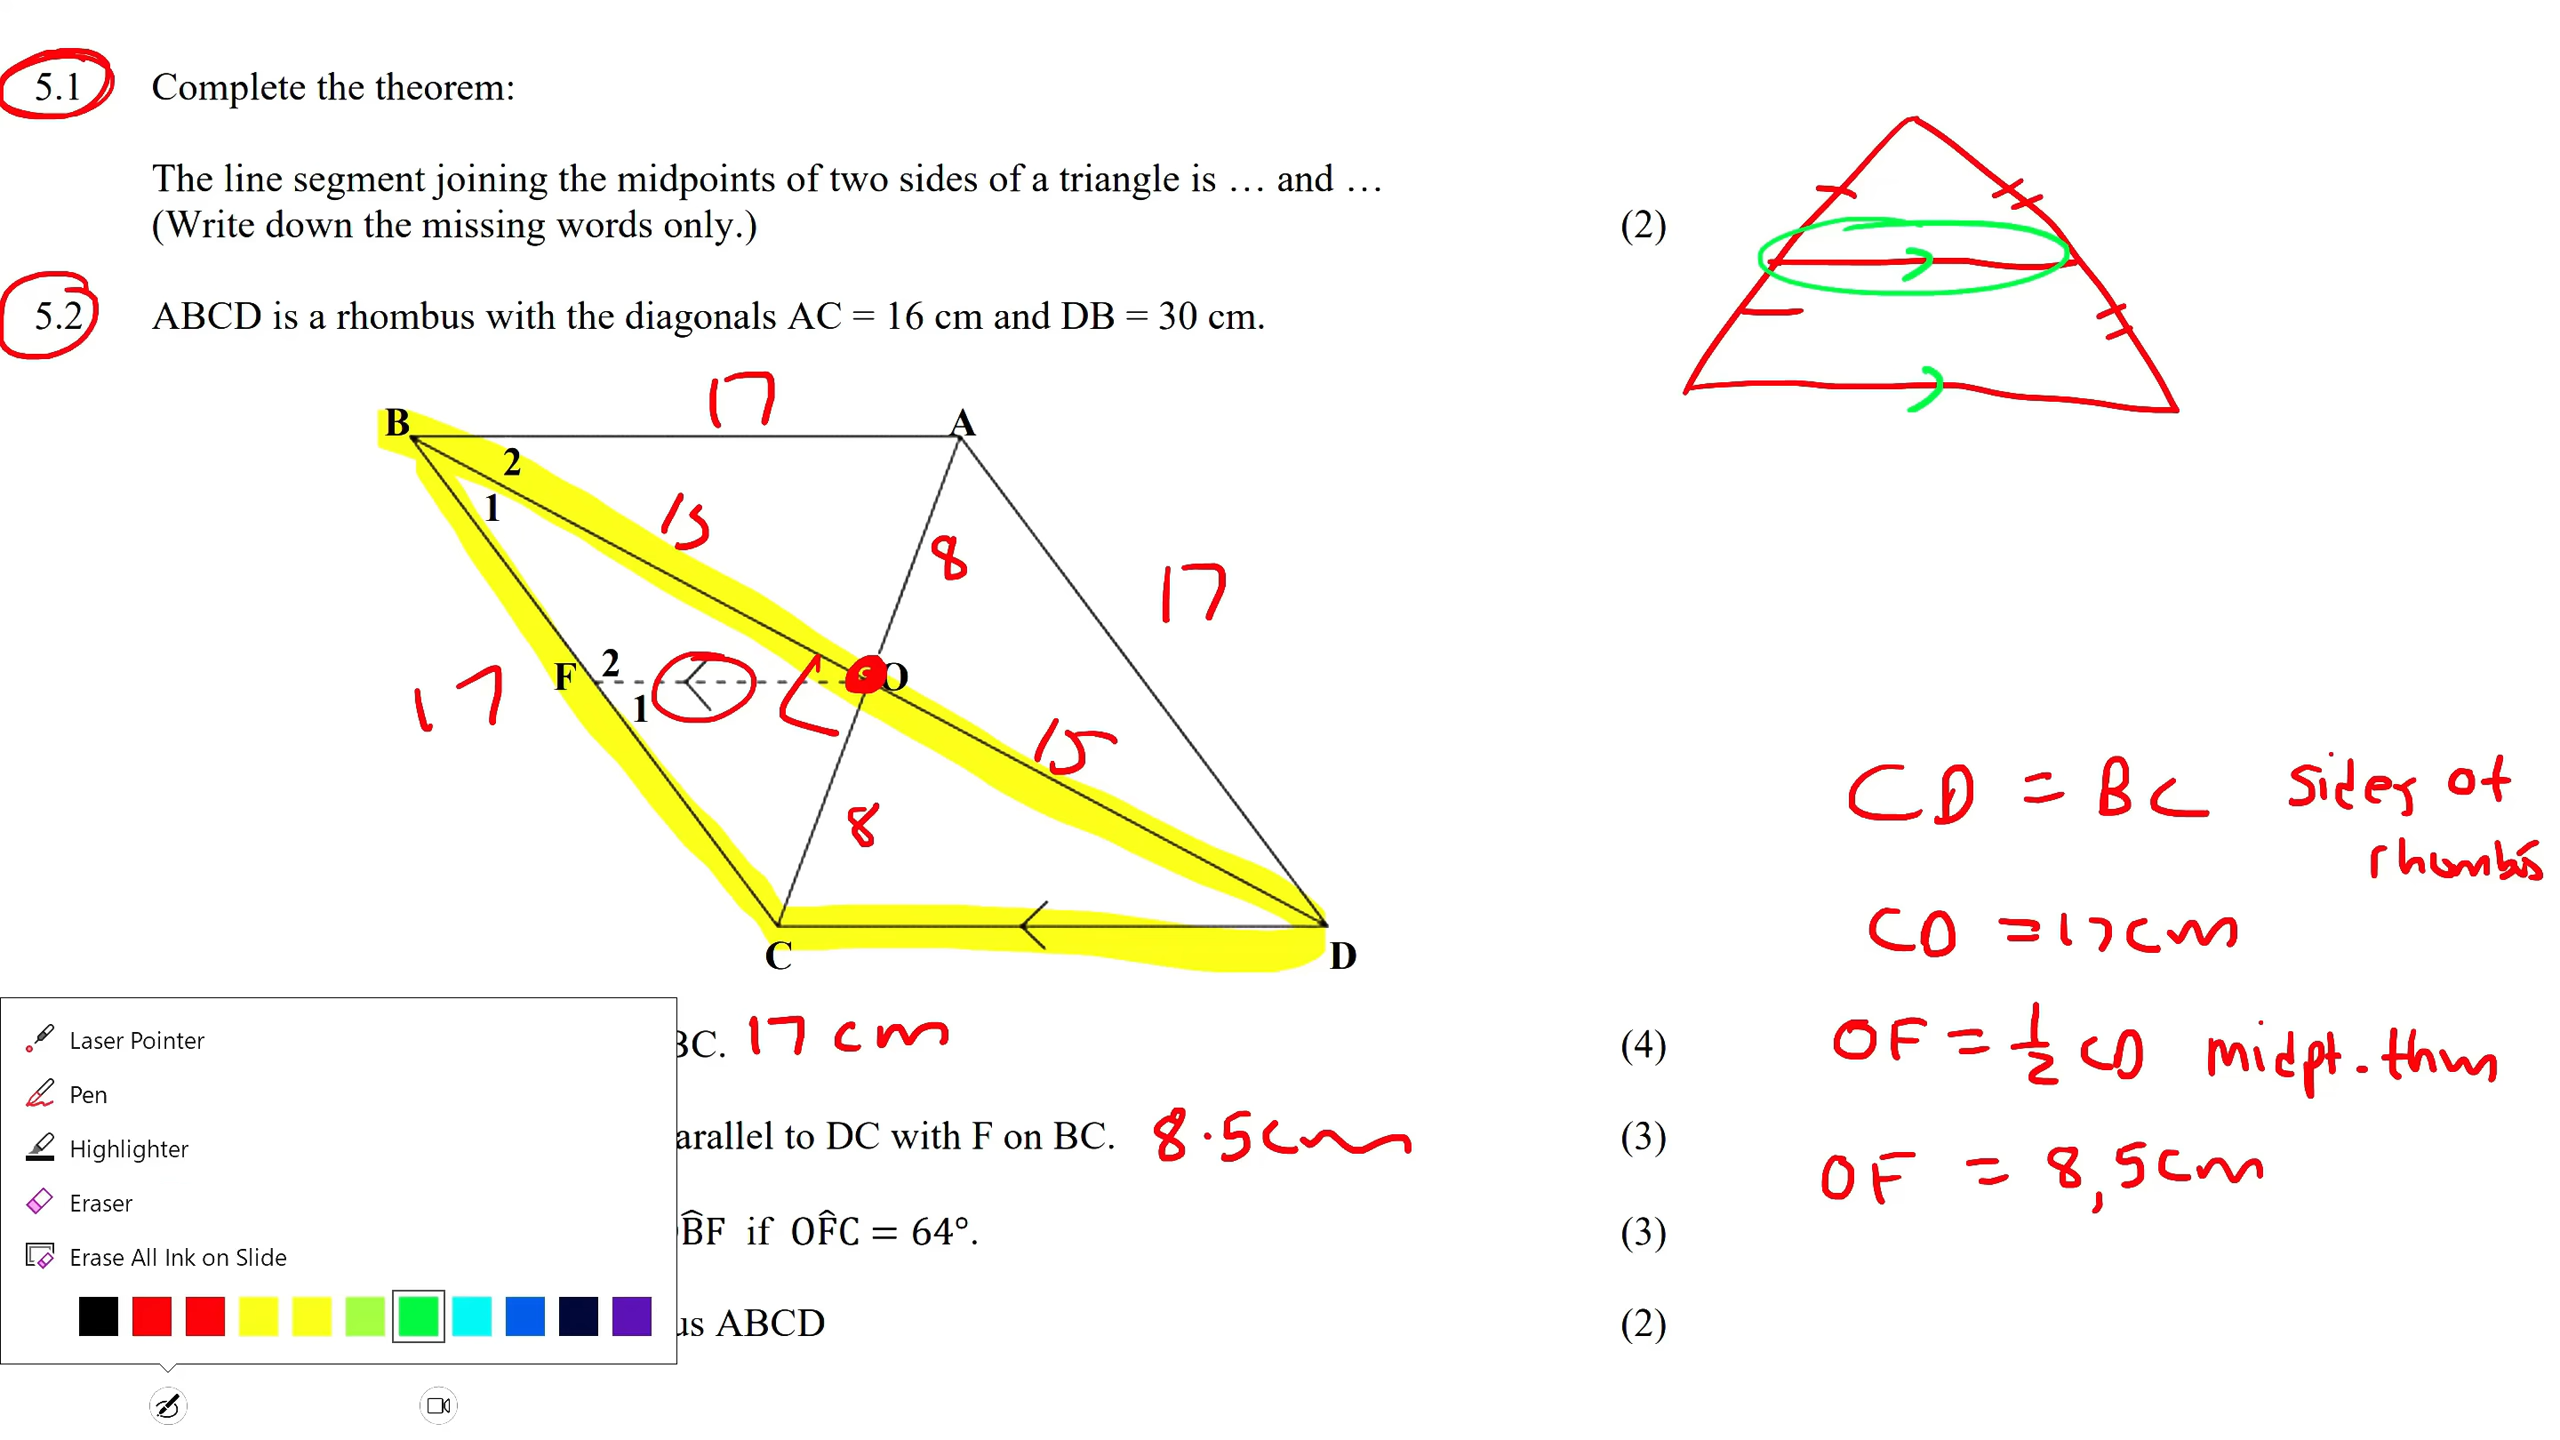 5.1 Complete the theorem:
The line segment joining the midpoints of two sides of a triangle is … and …
(Write down the missing words only.) (2)
5.2 ABCD is a rhombus with the diagonals AC = 16 cm and DB = 30 cm.
17
B A
2
1
15
8
17
F 2 O
1
17
15
8
C D
CD = BC sides of
rhombus
CD = 17cm
OF = ½ CD midpt. thm
OF = 8,5cm
BC. 17 cm (4)
arallel to DC with F on BC. 8.5cm (3)
B̂F if OF̂C = 64°. (3)
us ABCD (2)
Laser Pointer
Pen
Highlighter
Eraser
Erase All Ink on Slide